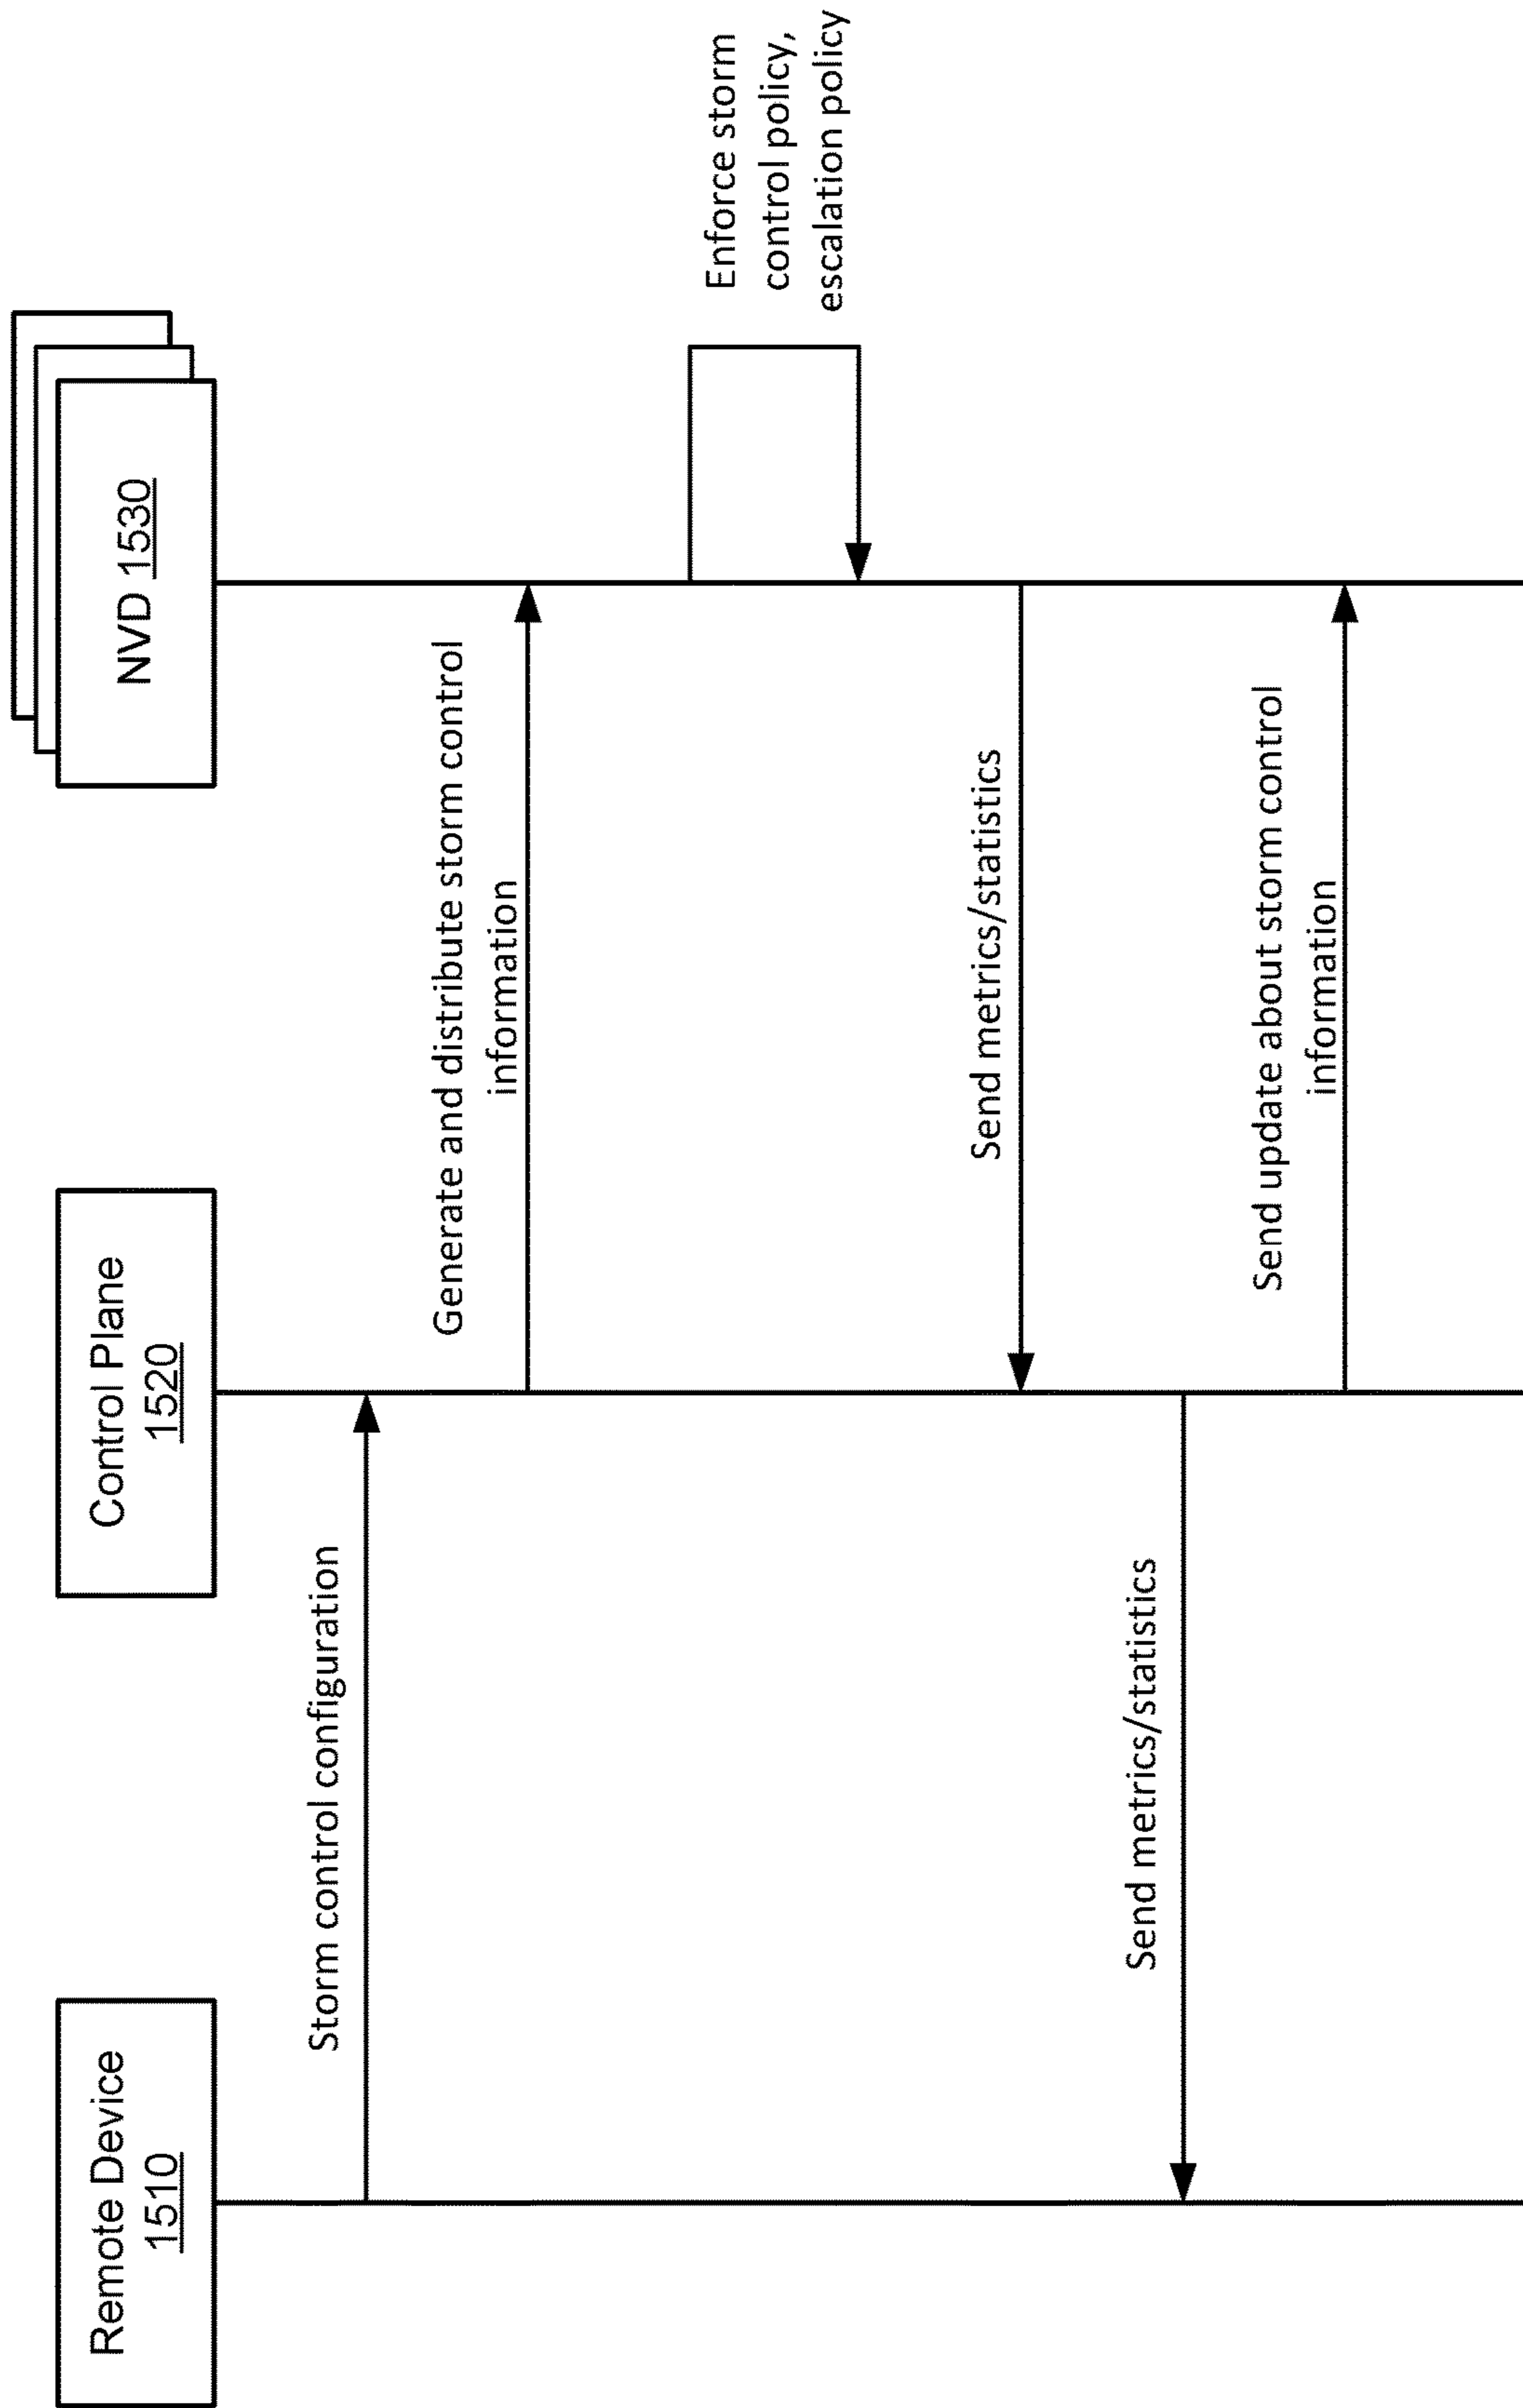 Remote Device
1510
Control Plane
1520
NVD 1530
Storm control configuration
Generate and distribute storm control
information
Enforce storm
control policy,
escalation policy
Send metrics/statistics
Send metrics/statistics
Send update about storm control
information